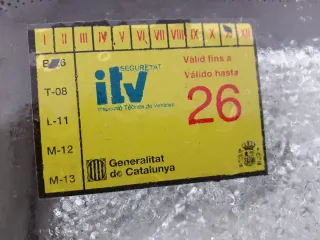 I II III IV V VI VII VIII IX X XI XII
SEGURETAT
itv
Inspecció Tècnica de Vehicles
T-08
L-11
M-12
M-13
Vàlid fins a
Válido hasta
26
Generalitat
de Catalunya